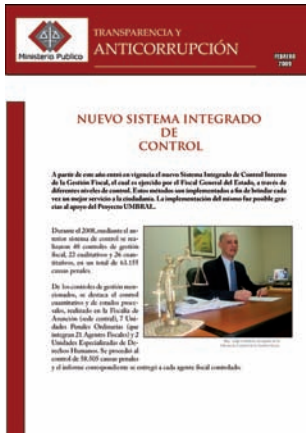 TRANSPARENCIA Y
ANTICORRUPCIÓN
Ministerio Publico
FEBRERO
2009
NUEVO SISTEMA INTEGRADO
DE
CONTROL
A partir de este año entró en vigencia el nuevo Sistema Integrado de Control Interno
de la Gestión Fiscal, el cual es ejercido por el Fiscal General del Estado, a través de
diferentes niveles de control. Estos métodos son implementados a fin de brindar cada
vez un mejor servicio a la ciudadanía. La implementación del mismo fue posible gra-
cias al apoyo del Proyecto UMBRAL.
Durante el 2008, mediante el an-
terior sistema de control se rea-
lizaron 48 controles de gestión
fiscal, 22 cualitativos y 26 cuan-
titativos, en un total de 63.155
causas penales.
De los controles de gestión men-
cionados, se destaca el control
cuantitativo y de estados proce-
sales, realizado en la Fiscalía de
Asunción (sede central), 7 Uni-
dades Penales Ordinarias (que
integran 21 Agentes Fiscales) y 2
Unidades Especializadas de De-
rechos Humanos. Se procedió al
control de 58.505 causas penales
y el informe correspondiente se entregó a cada agente fiscal controlado.